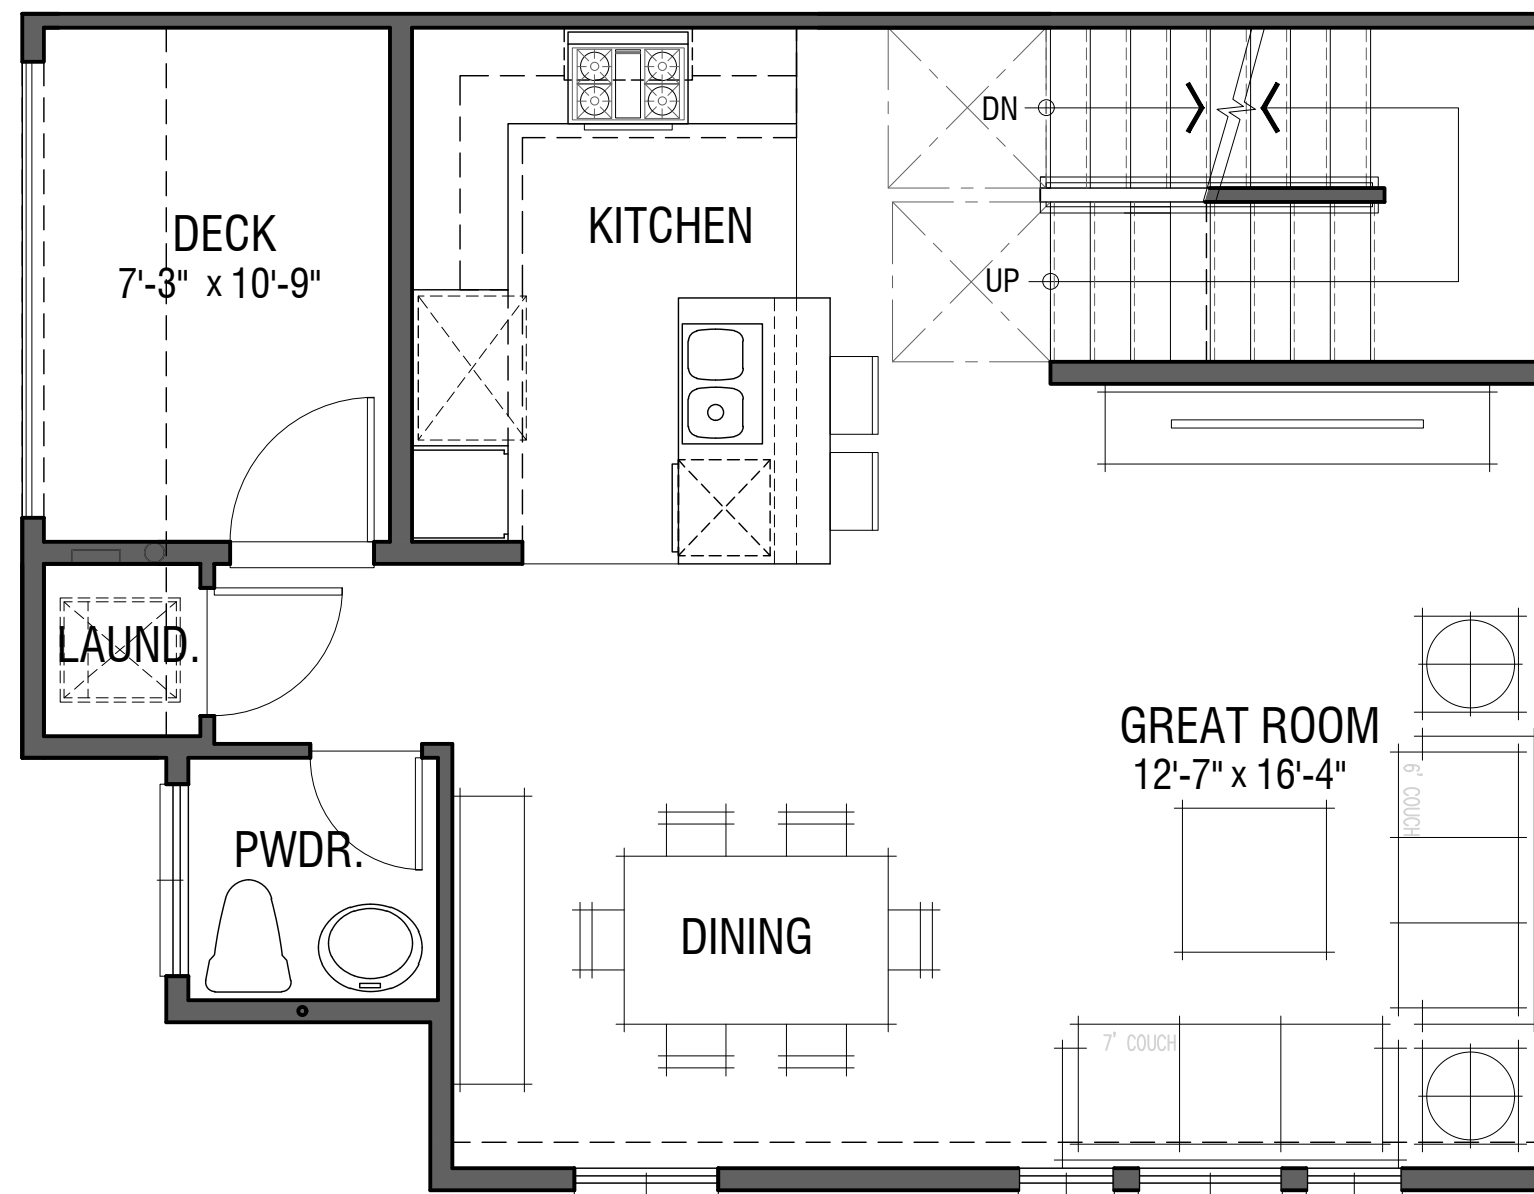 DN
DECK
7'-3" x 10'-9"
KITCHEN
UP
LAUND.
GREAT ROOM
12'-7" x 16'-4"
6' COUCH
PWDR.
DINING
7' COUCH